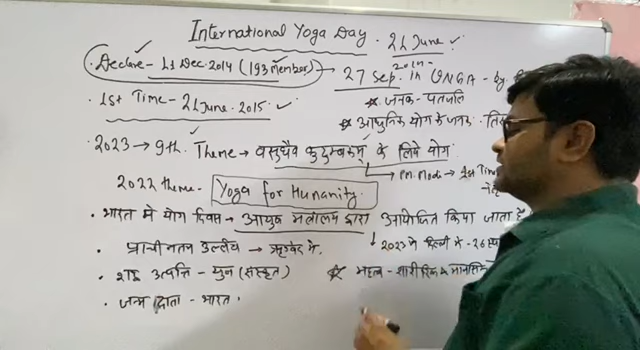 International Yoga Day. 21 June
Declare- 11 Dec. 2014 (193 Member) → 27 Sep. in UNGA - by
2014
* जनक - पतंजलि
1st Time - 21 June. 2015.
* आधुनिक योग के जनक
2023 → 9th. Theme → वसुधैव कुटुम्बकम् के लिये योग
→ PM. Modi → 1st Time
2022 theme- Yoga for Humanity.
• भारत मे योग दिवस → आयुष मंत्रालय द्वारा आयोजित किया जाता है
• प्राचीनतम उल्लेख → ऋग्वेद मे.
↓ 2023 मे दिल्ली मे - 26
• शब्द उत्पत्ति - युज (संस्कृत)
* महत्व - शारीरिक & मानसिक
• जन्म दाता - भारत.